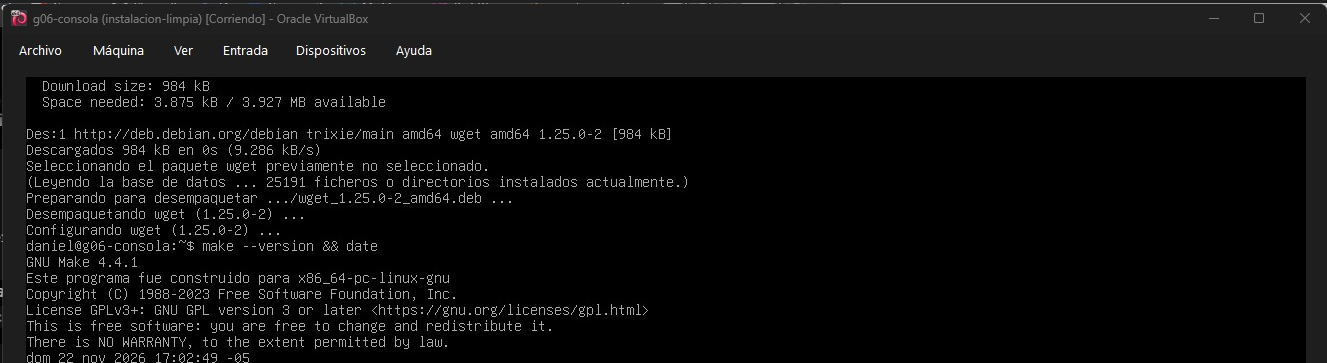 g06-consola (instalacion-limpia) [Corriendo] - Oracle VirtualBox
Archivo Máquina Ver Entrada Dispositivos Ayuda
Download size: 984 kB
Space needed: 3.875 kB / 3.927 MB available
Des:1 http://deb.debian.org/debian trixie/main amd64 wget amd64 1.25.0-2 [984 kB]
Descargados 984 kB en 0s (9.286 kB/s)
Seleccionando el paquete wget previamente no seleccionado.
(Leyendo la base de datos ... 25191 ficheros o directorios instalados actualmente.)
Preparando para desempaquetar .../wget_1.25.0-2_amd64.deb ...
Desempaquetando wget (1.25.0-2) ...
Configurando wget (1.25.0-2) ...
daniel@g06-consola:~$ make --version && date
GNU Make 4.4.1
Este programa fue construido para x86_64-pc-linux-gnu
Copyright (C) 1988-2023 Free Software Foundation, Inc.
License GPLv3+: GNU GPL version 3 or later <https://gnu.org/licenses/gpl.html>
This is free software: you are free to change and redistribute it.
There is NO WARRANTY, to the extent permitted by law.
dom 22 nov 2026 17:02:49 -05